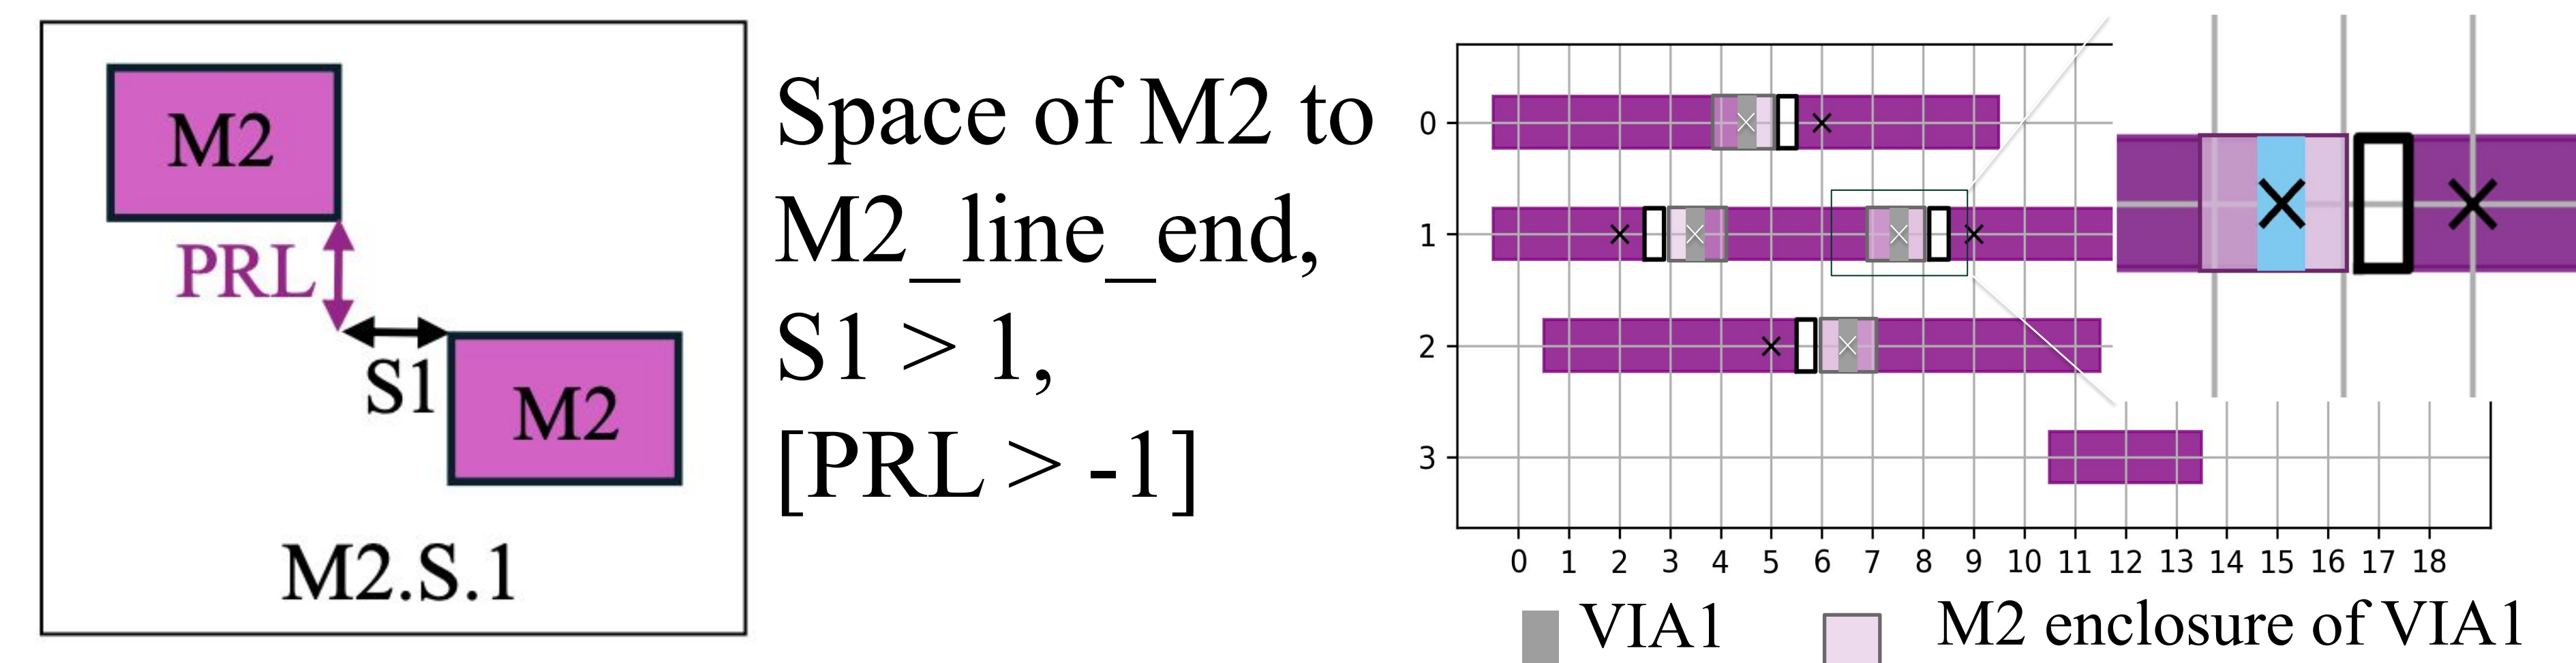 M2
PRL
S1
M2
M2.S.1
Space of M2 to
M2_line_end,
S1 > 1,
[PRL > -1]
0
1
2
3
0 1 2 3 4 5 6 7 8 9 10 11 12 13 14 15 16 17 18
VIA1
M2 enclosure of VIA1